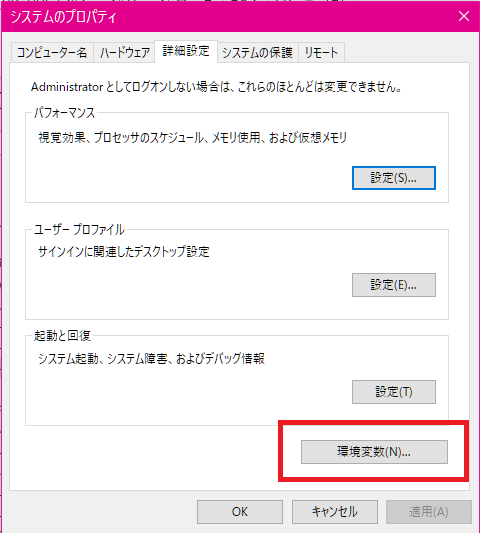 システムのプロパティ
コンピューター名 ハードウェア 詳細設定 システムの保護 リモート
Administrator としてログオンしない場合は、これらのほとんどは変更できません。
パフォーマンス
視覚効果、プロセッサのスケジュール、メモリ使用、および仮想メモリ
設定(S)...
ユーザー プロファイル
サインインに関連したデスクトップ設定
設定(E)...
起動と回復
システム起動、システム障害、およびデバッグ情報
設定(T)
環境変数(N)...
OK キャンセル 適用(A)